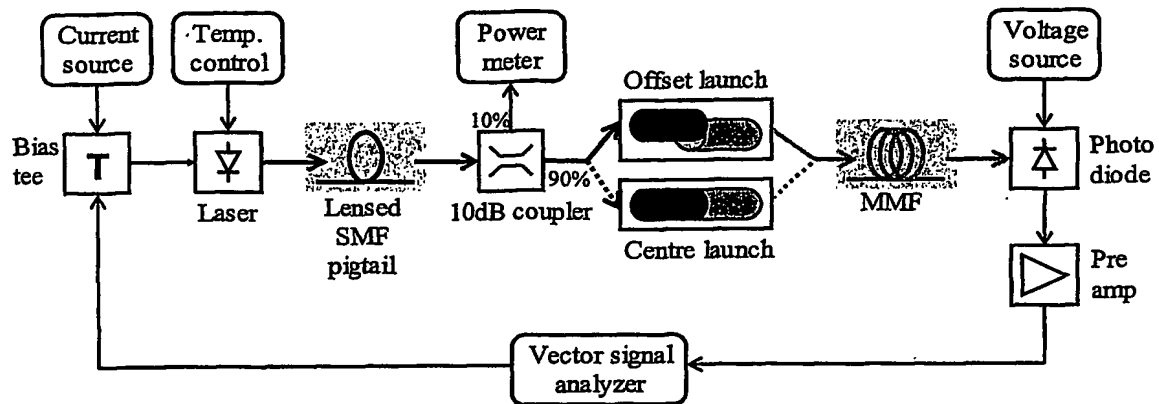 Current
source
Temp.
control
Power
meter
Voltage
source
Offset launch
10%
Bias
tee
T
90%
Photo
diode
Laser
Lensed
SMF
pigtail
10dB coupler
MMF
Centre launch
Pre
amp
Vector signal
analyzer